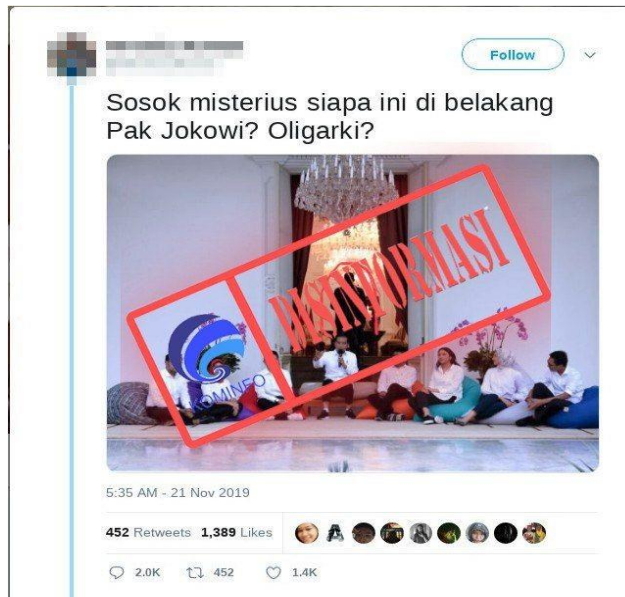 Follow
Sosok misterius siapa ini di belakang
Pak Jokowi? Oligarki?
DISINFORMASI
KOMINFO
5:35 AM - 21 Nov 2019
452 Retweets 1,389 Likes
2.0K 452 1.4K